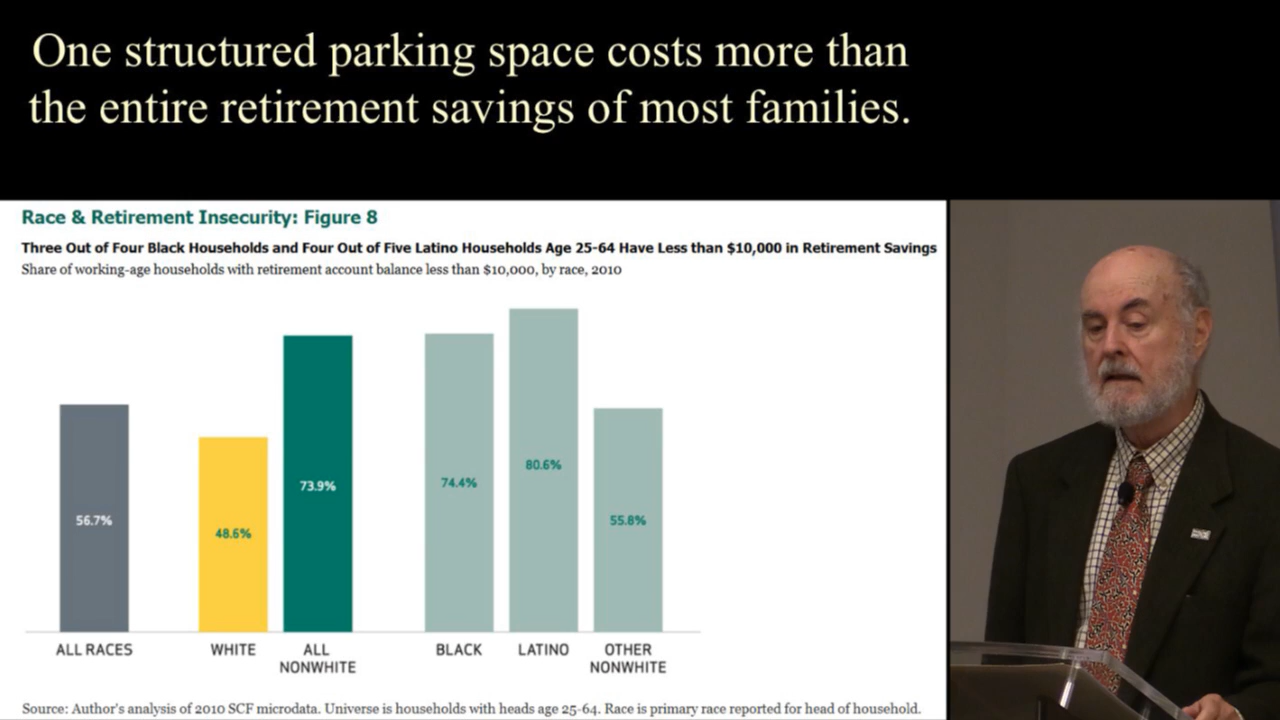 One structured parking space costs more than
the entire retirement savings of most families.
Race & Retirement Insecurity: Figure 8
Three Out of Four Black Households and Four Out of Five Latino Households Age 25-64 Have Less than $10,000 in Retirement Savings
Share of working-age households with retirement account balance less than $10,000, by race, 2010
56.7%
48.6%
73.9%
74.4%
80.6%
55.8%
ALL RACES
WHITE
ALL
NONWHITE
BLACK
LATINO
OTHER
NONWHITE
Source: Author's analysis of 2010 SCF microdata. Universe is households with heads age 25-64. Race is primary race reported for head of household.